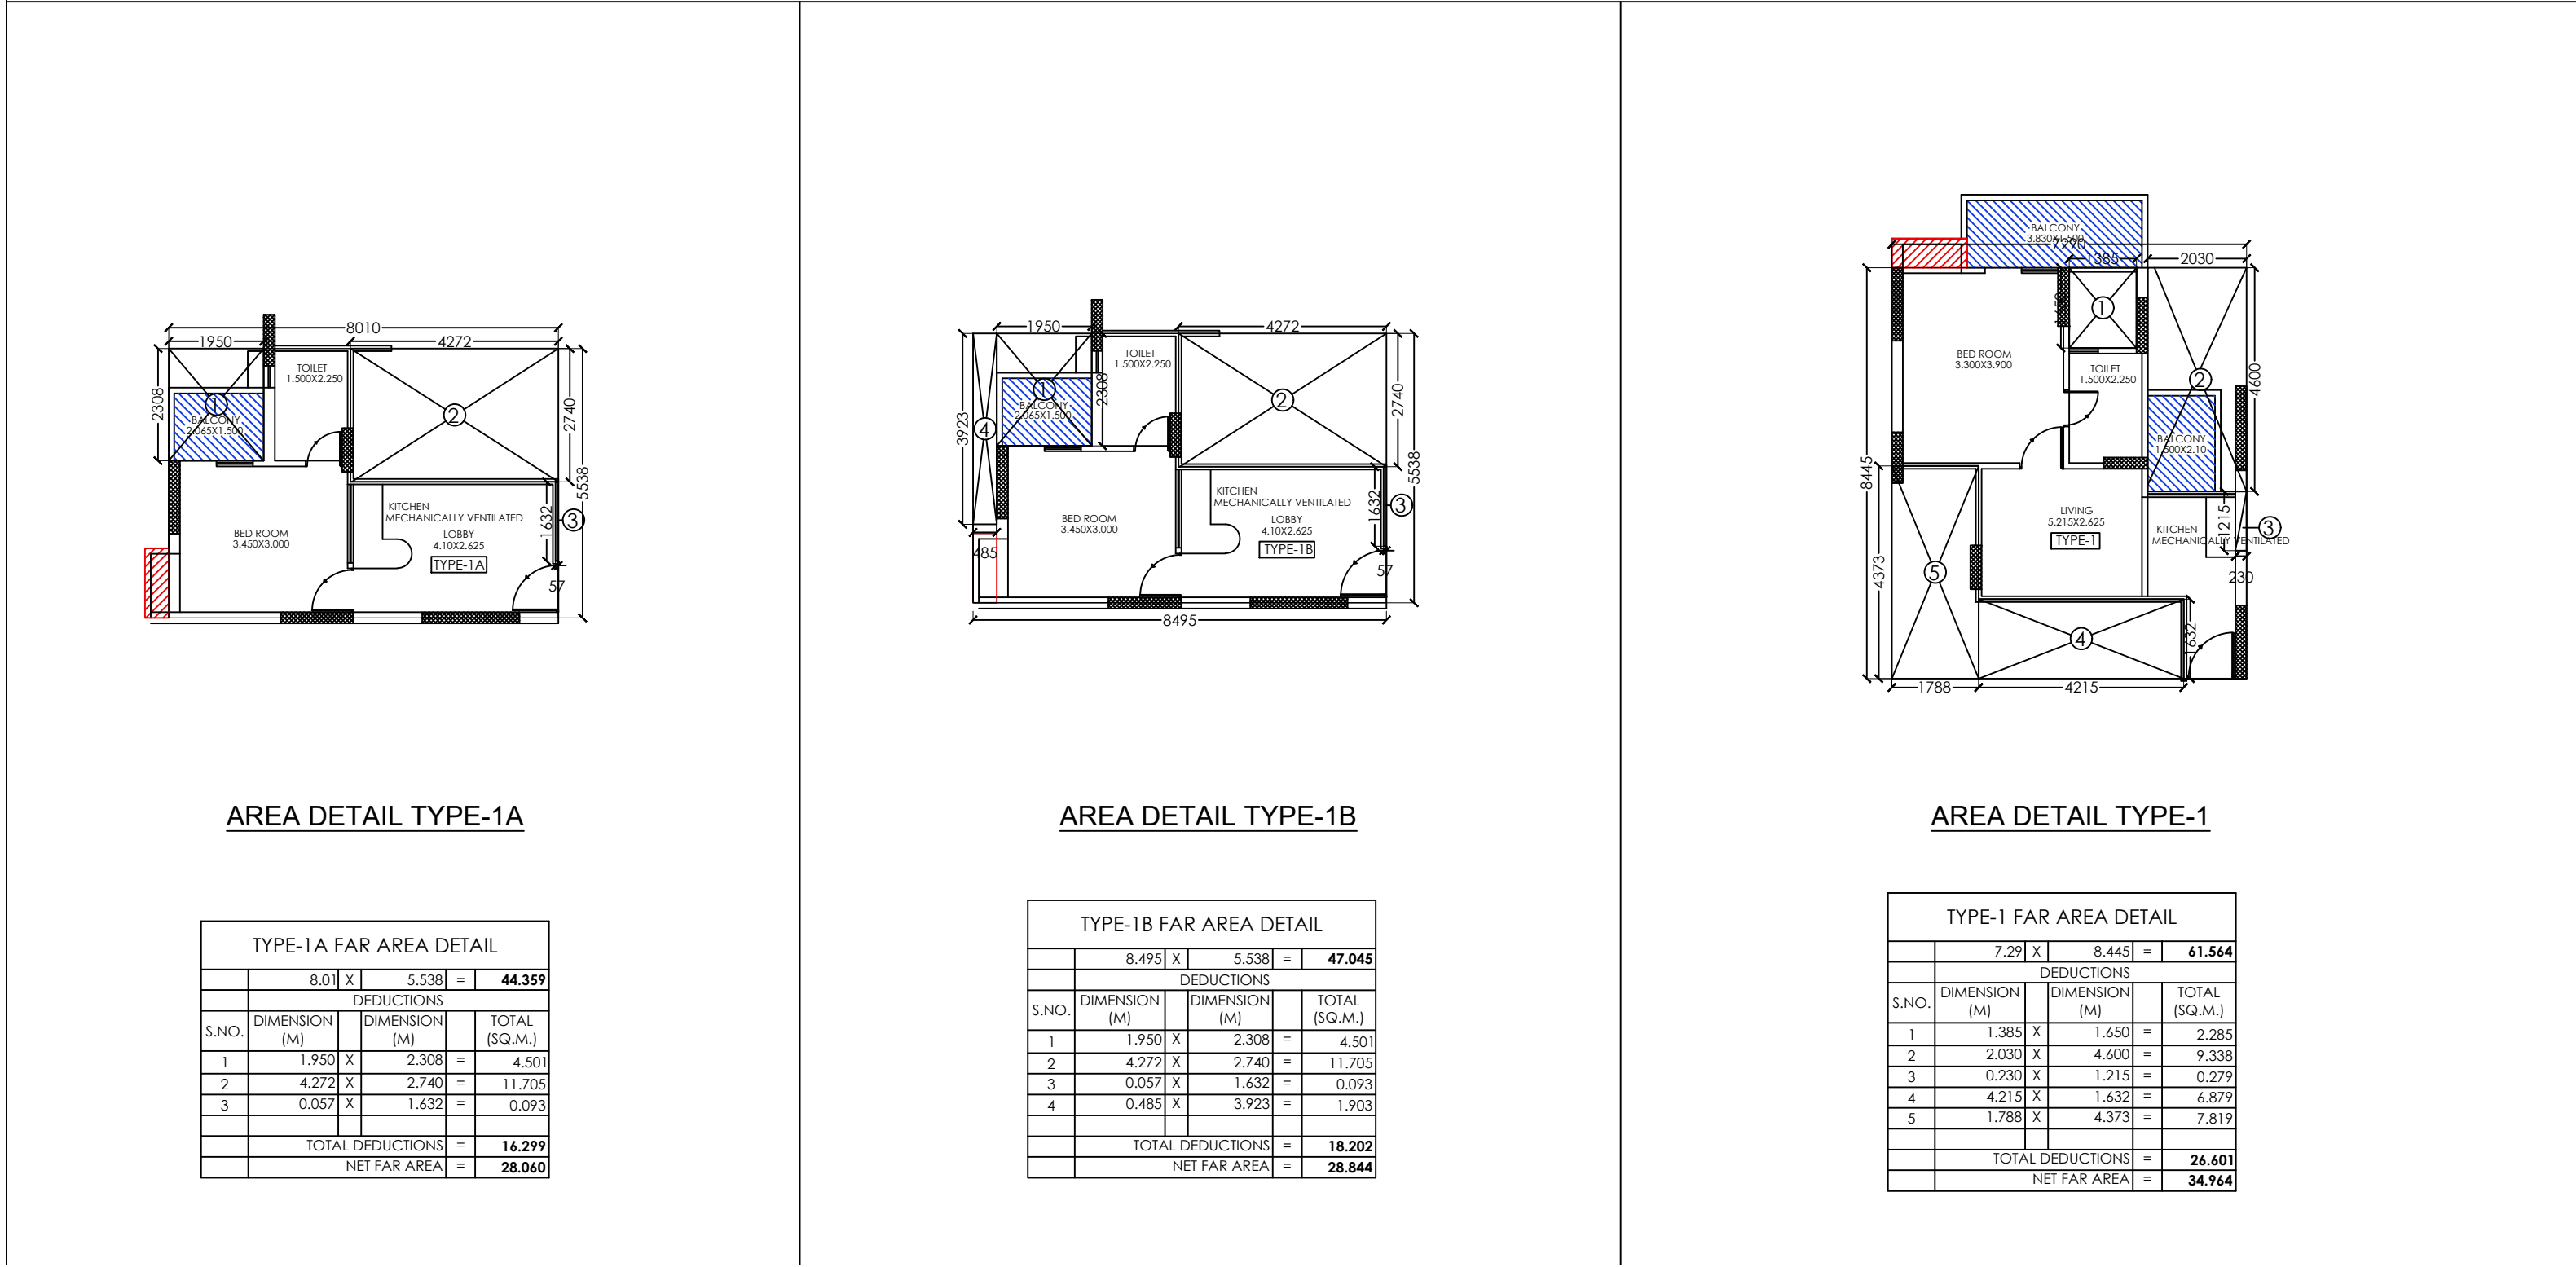 8010
1950
4272
TOILET
1.500X2.250
2308
1
BALCONY
2.065X1.500
2
2740
5538
KITCHEN
MECHANICALLY VENTILATED
1632
3
BED ROOM
3.450X3.000
LOBBY
4.10X2.625
TYPE-1A
57
AREA DETAIL TYPE-1A
TYPE-1A FAR AREA DETAIL
8.01 X 5.538 = 44.359
DEDUCTIONS
S.NO. DIMENSION (M) DIMENSION (M) TOTAL (SQ.M.)
1 1.950 X 2.308 = 4.501
2 4.272 X 2.740 = 11.705
3 0.057 X 1.632 = 0.093
TOTAL DEDUCTIONS = 16.299
NET FAR AREA = 28.060
1950
4272
TOILET
1.500X2.250
2308
1
BALCONY
2.065X1.500
2
2740
3923
4
5538
KITCHEN
MECHANICALLY VENTILATED
1632
3
BED ROOM
3.450X3.000
LOBBY
4.10X2.625
TYPE-1B
485
57
8495
AREA DETAIL TYPE-1B
TYPE-1B FAR AREA DETAIL
8.495 X 5.538 = 47.045
DEDUCTIONS
S.NO. DIMENSION (M) DIMENSION (M) TOTAL (SQ.M.)
1 1.950 X 2.308 = 4.501
2 4.272 X 2.740 = 11.705
3 0.057 X 1.632 = 0.093
4 0.485 X 3.923 = 1.903
TOTAL DEDUCTIONS = 18.202
NET FAR AREA = 28.844
BALCONY
3.830X1.500
7290
1385
2030
1650
1
BED ROOM
3.300X3.900
TOILET
1.500X2.250
2
4600
BALCONY
1.500X2.10
8445
LIVING
5.215X2.625
TYPE-1
KITCHEN
MECHANICALLY VENTILATED
1215
3
230
4373
5
4
1632
1788
4215
AREA DETAIL TYPE-1
TYPE-1 FAR AREA DETAIL
7.29 X 8.445 = 61.564
DEDUCTIONS
S.NO. DIMENSION (M) DIMENSION (M) TOTAL (SQ.M.)
1 1.385 X 1.650 = 2.285
2 2.030 X 4.600 = 9.338
3 0.230 X 1.215 = 0.279
4 4.215 X 1.632 = 6.879
5 1.788 X 4.373 = 7.819
TOTAL DEDUCTIONS = 26.601
NET FAR AREA = 34.964